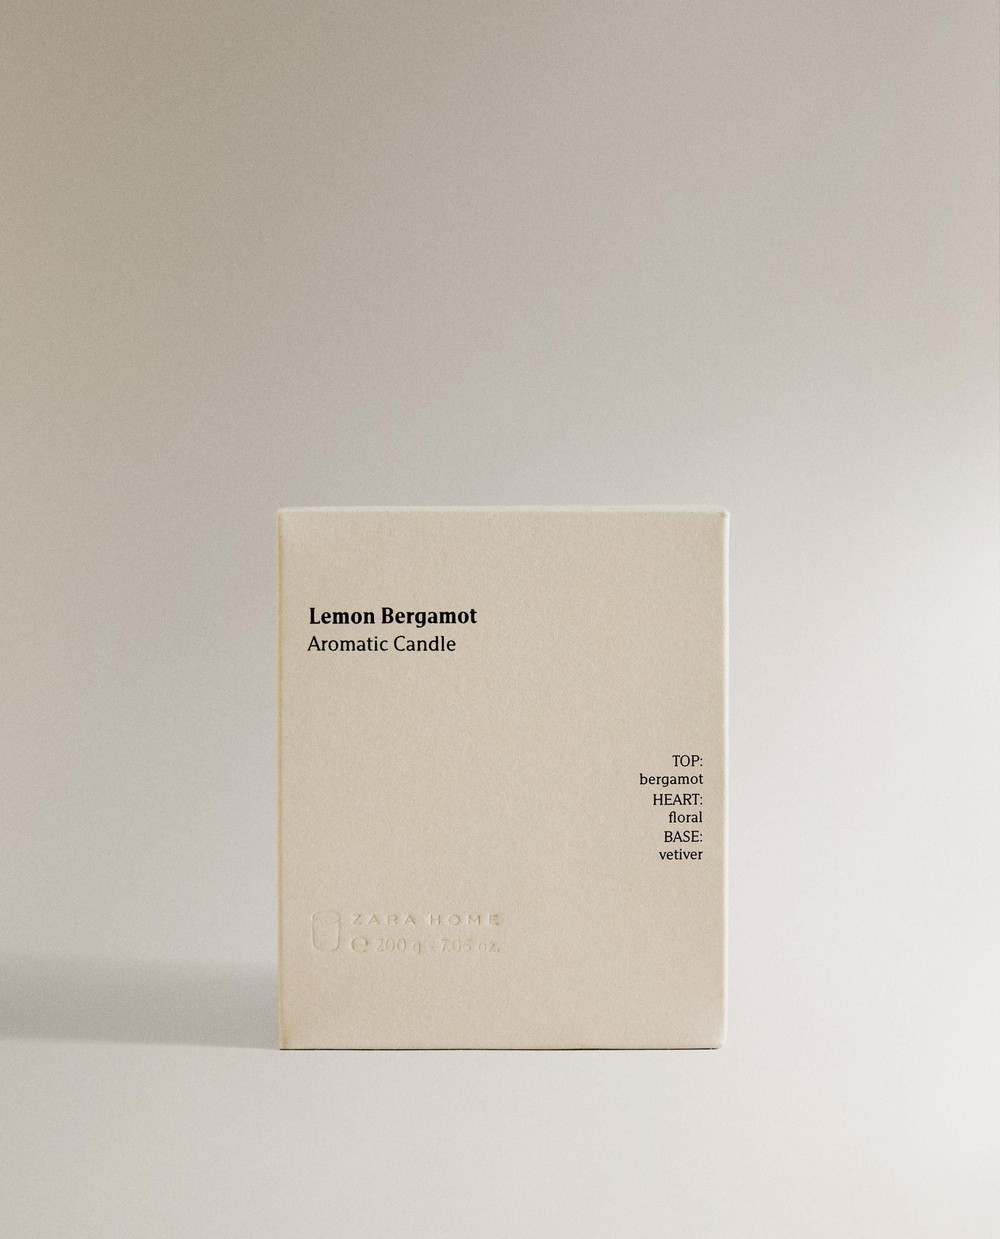 Lemon Bergamot
Aromatic Candle
TOP:
bergamot
HEART:
floral
BASE:
vetiver
ZARA HOME
℮ 200 g - 7.05 oz.